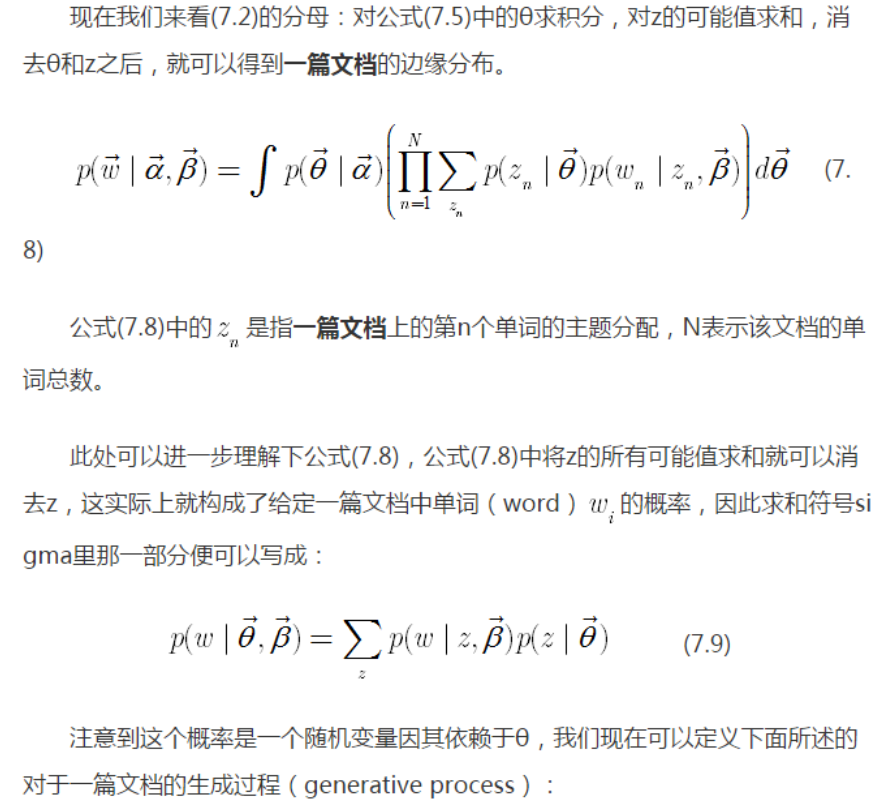 现在我们来看(7.2)的分母：对公式(7.5)中的θ求积分，对z的可能值求和，消
去θ和z之后，就可以得到一篇文档的边缘分布。
$p(\vec{w} \mid \vec{\alpha}, \vec{\beta}) = \int p(\vec{\theta} \mid \vec{\alpha}) \left( \prod_{n=1}^{N} \sum_{z_n} p(z_n \mid \vec{\theta}) p(w_n \mid z_n, \vec{\beta}) \right) d\vec{\theta}$ (7.
8)
公式(7.8)中的 $z_n$ 是指一篇文档上的第n个单词的主题分配，N表示该文档的单
词总数。
此处可以进一步理解下公式(7.8)，公式(7.8)中将z的所有可能值求和就可以消
去z，这实际上就构成了给定一篇文档中单词（word） $w_i$ 的概率，因此求和符号si
gma里那一部分便可以写成：
$p(w \mid \vec{\theta}, \vec{\beta}) = \sum_{z} p(w \mid z, \vec{\beta}) p(z \mid \vec{\theta})$ (7.9)
注意到这个概率是一个随机变量因其依赖于θ，我们现在可以定义下面所述的
对于一篇文档的生成过程（generative process）：